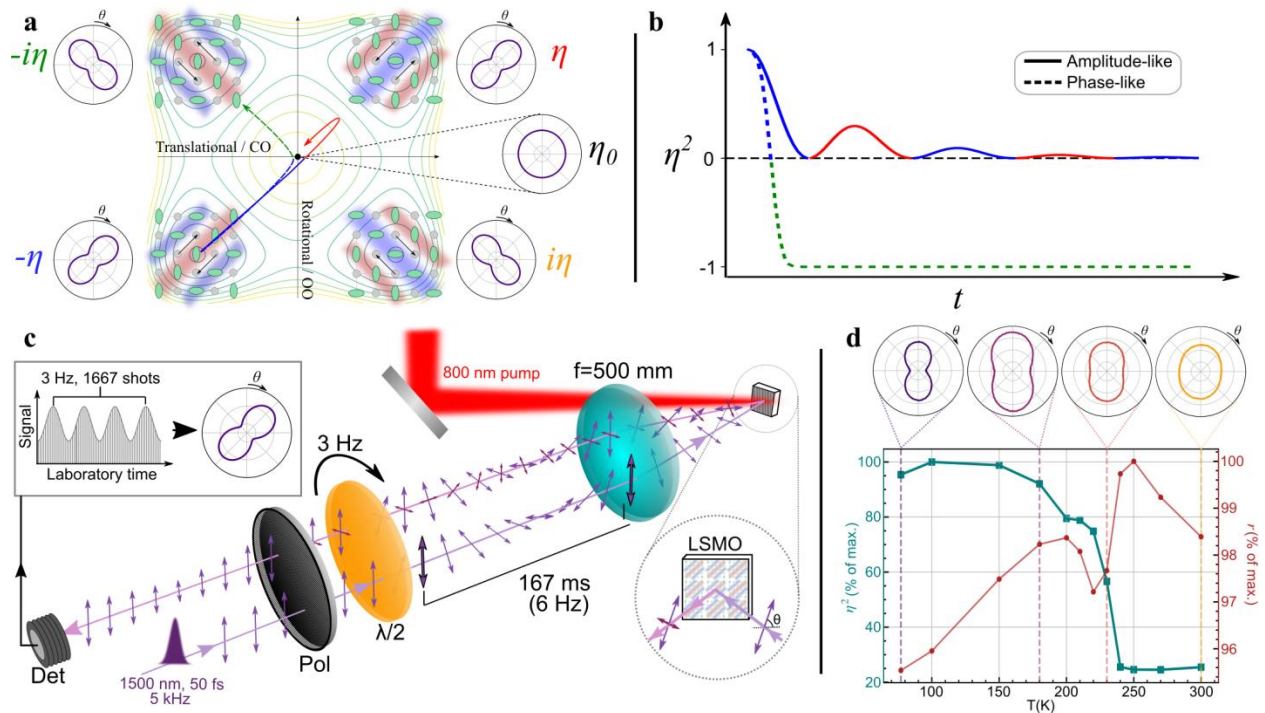 a
θ
-iη
θ
η
Translational / CO
η₀
Rotational / OO
θ
-η
θ
iη
b
1
Amplitude-like
Phase-like
η²
0
-1
t
c
3 Hz, 1667 shots
Signal
Laboratory time
θ
800 nm pump
f=500 mm
3 Hz
LSMO
θ
167 ms
(6 Hz)
λ/2
Pol
Det
1500 nm, 50 fs
5 kHz
d
θ
θ
θ
θ
100
80
60
40
20
η² (% of max.)
100
99
98
97
96
95
r (% of max.)
100
150
200
250
300
T(K)